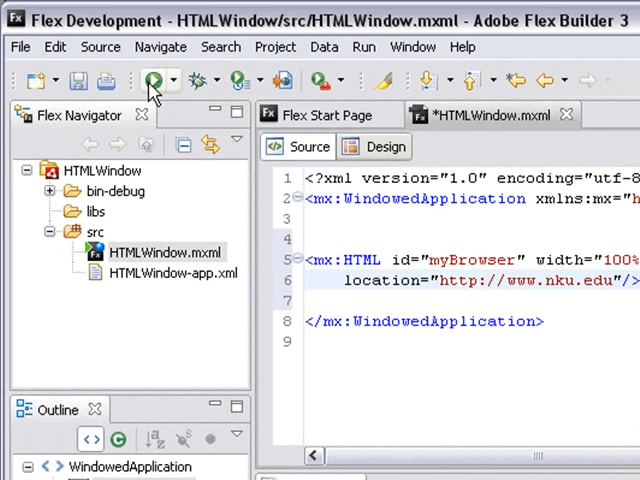 Flex Development - HTMLWindow/src/HTMLWindow.mxml - Adobe Flex Builder 3
File Edit Source Navigate Search Project Data Run Window Help
Flex Navigator
Flex Start Page
*HTMLWindow.mxml
Source
Design
HTMLWindow
bin-debug
libs
src
HTMLWindow.mxml
HTMLWindow-app.xml
1 <?xml version="1.0" encoding="utf-8
2 <mx:WindowedApplication xmlns:mx="h
3
4
5 <mx:HTML id="myBrowser" width="100%
6 location="http://www.nku.edu"/>
7
8 </mx:WindowedApplication>
9
Outline
WindowedApplication